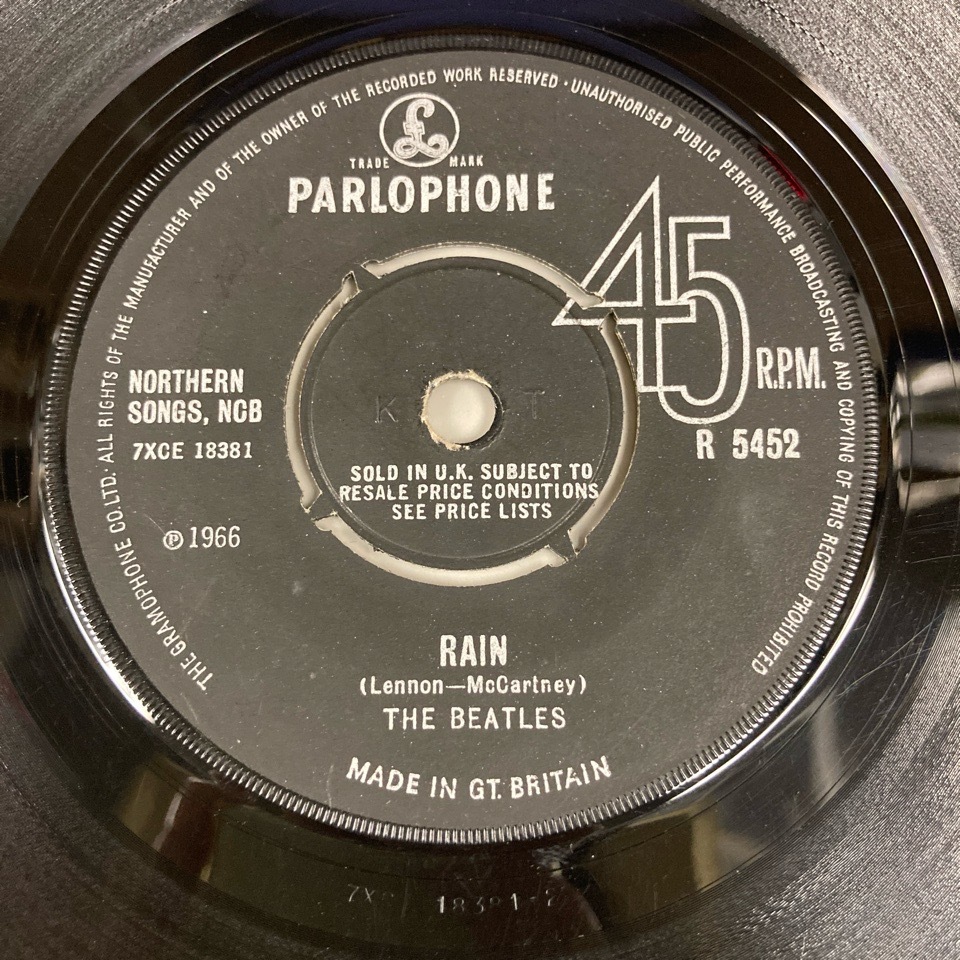 THE GRAMOPHONE CO. LTD. ALL RIGHTS OF THE MANUFACTURER AND OF THE OWNER OF THE RECORDED WORK RESERVED · UNAUTHORISED PUBLIC PERFORMANCE BROADCASTING AND COPYING OF THIS RECORD PROHIBITED
£
TRADE MARK
PARLOPHONE
45 R.P.M.
R 5452
NORTHERN
SONGS, NCB
7XCE 18381
K T
SOLD IN U.K. SUBJECT TO
RESALE PRICE CONDITIONS
SEE PRICE LISTS
℗ 1966
RAIN
(Lennon—McCartney)
THE BEATLES
MADE IN GT. BRITAIN
18381-2